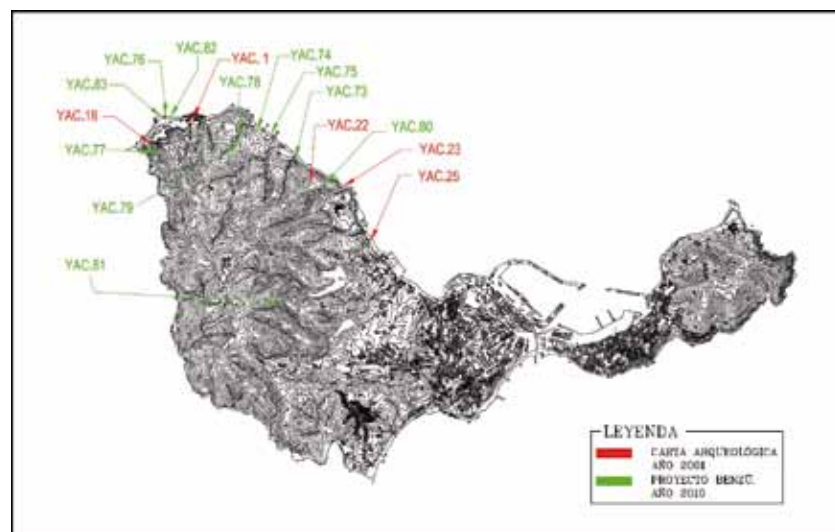 YAC.76
YAC.82
YAC. 1
YAC.74
YAC.83
YAC.78
YAC.75
YAC.73
YAC.18
YAC.22
YAC.80
YAC.77
YAC.23
YAC.25
YAC.79
YAC.81
LEYENDA
CARTA ARQUEOLÓGICA
AÑO
PROYECTO BENZÚ.
AÑO 2010